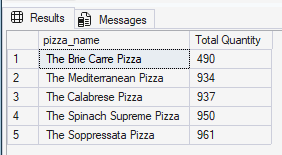 Results Messages
pizza_name Total Quantity
1 The Brie Carre Pizza 490
2 The Mediterranean Pizza 934
3 The Calabrese Pizza 937
4 The Spinach Supreme Pizza 950
5 The Soppressata Pizza 961